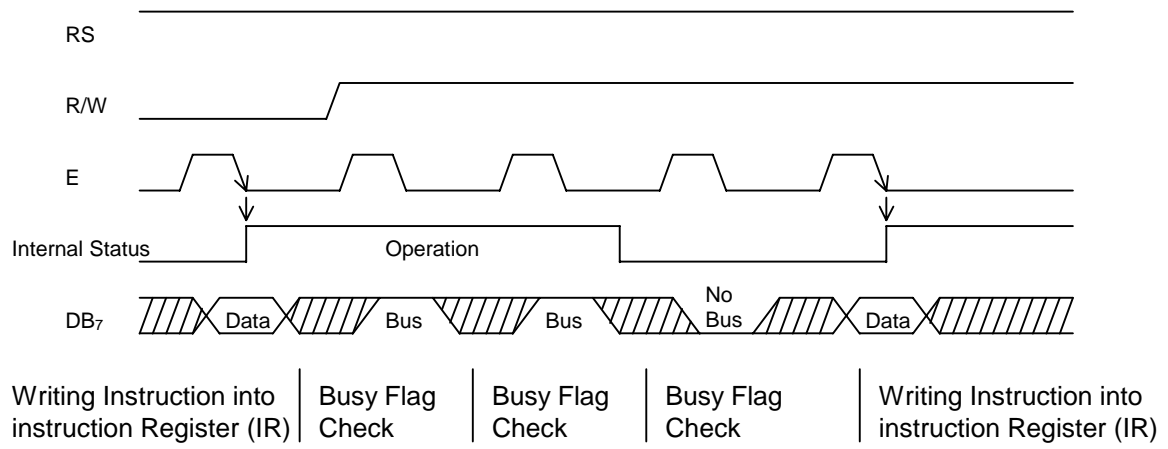 RS
R/W
E
Internal Status
Operation
DB₇
Data
Bus
Bus
No
Bus
Data
Writing Instruction into
instruction Register (IR)
Busy Flag
Check
Busy Flag
Check
Busy Flag
Check
Writing Instruction into
instruction Register (IR)